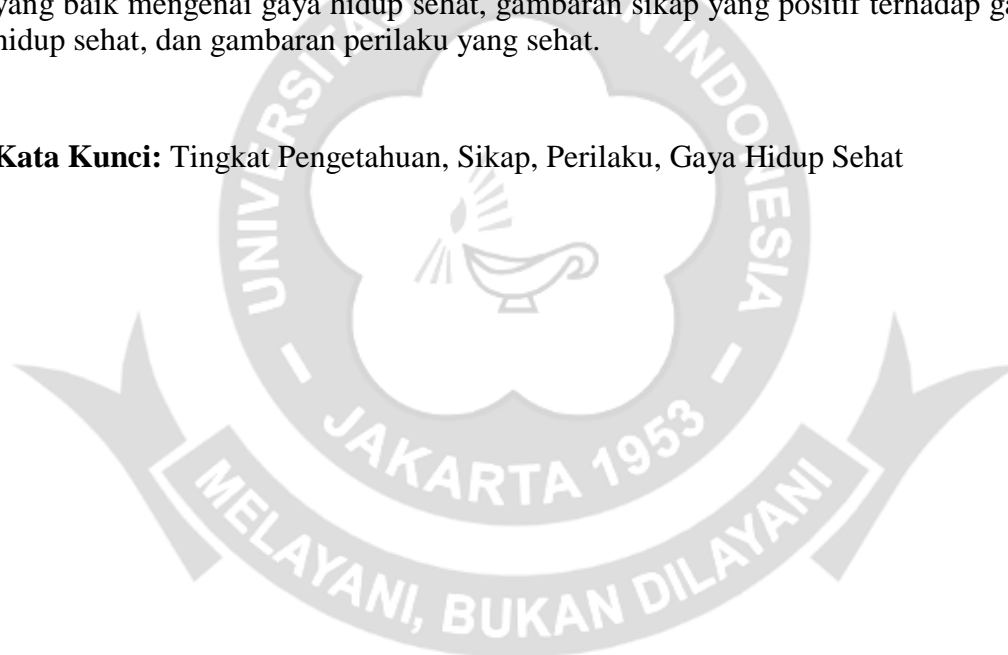 yang baik mengenai gaya hidup sehat, gambaran sikap yang positif terhadap
hidup sehat, dan gambaran perilaku yang sehat.
Kata Kunci: Tingkat Pengetahuan, Sikap, Perilaku, Gaya Hidup Sehat
INDONESIA
JAKARTA 1953
MELAYANI, BUKAN DILAYANI